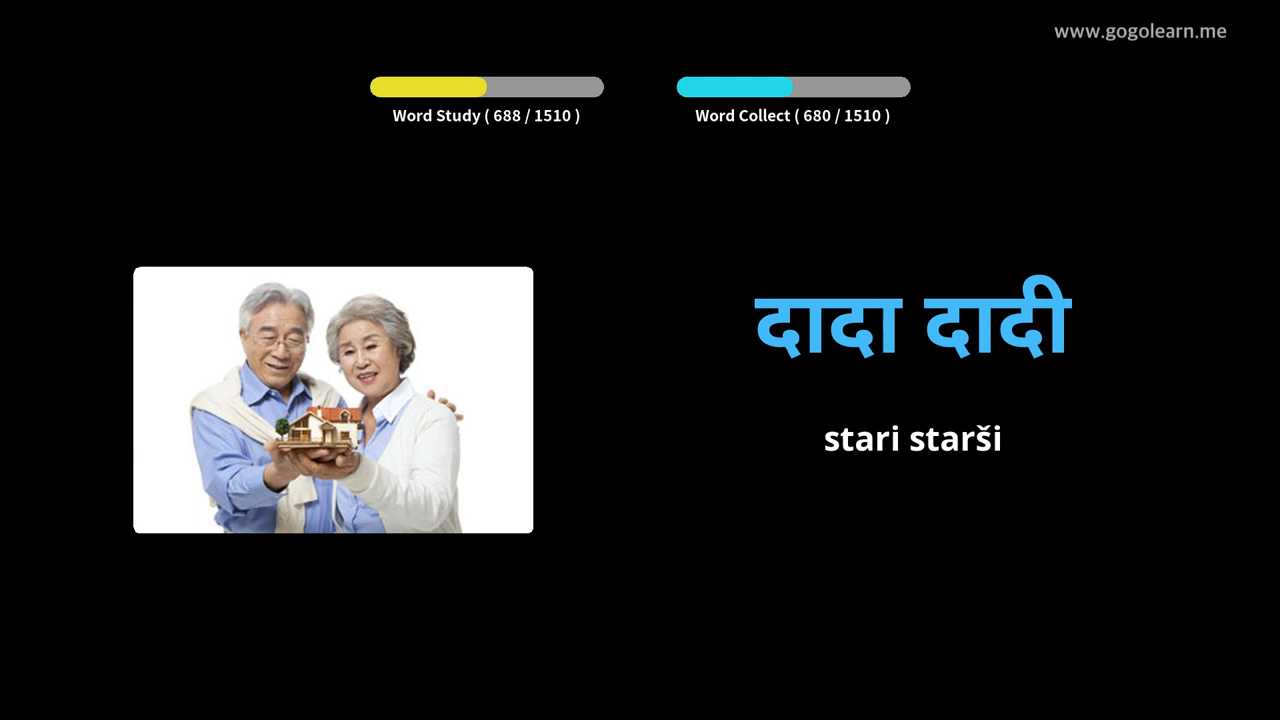 www.gogolearn.me
Word Study ( 688 / 1510 )
Word Collect ( 680 / 1510 )
दादा दादी
stari starši